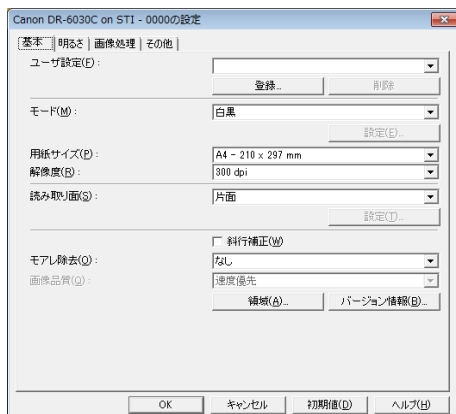 Canon DR-6030C on STI - 0000の設定
基本 明るさ 画像処理 その他
ユーザ設定(F):
登録... 削除
モード(M): 白黒
設定(E)...
用紙サイズ(P): A4 - 210 x 297 mm
解像度(R): 300 dpi
読み取り面(S): 片面
設定(T)...
斜行補正(W)
モアレ除去(O): なし
画像品質(Q): 速度優先
領域(A)... バージョン情報(B)...
OK キャンセル 初期値(D) ヘルプ(H)